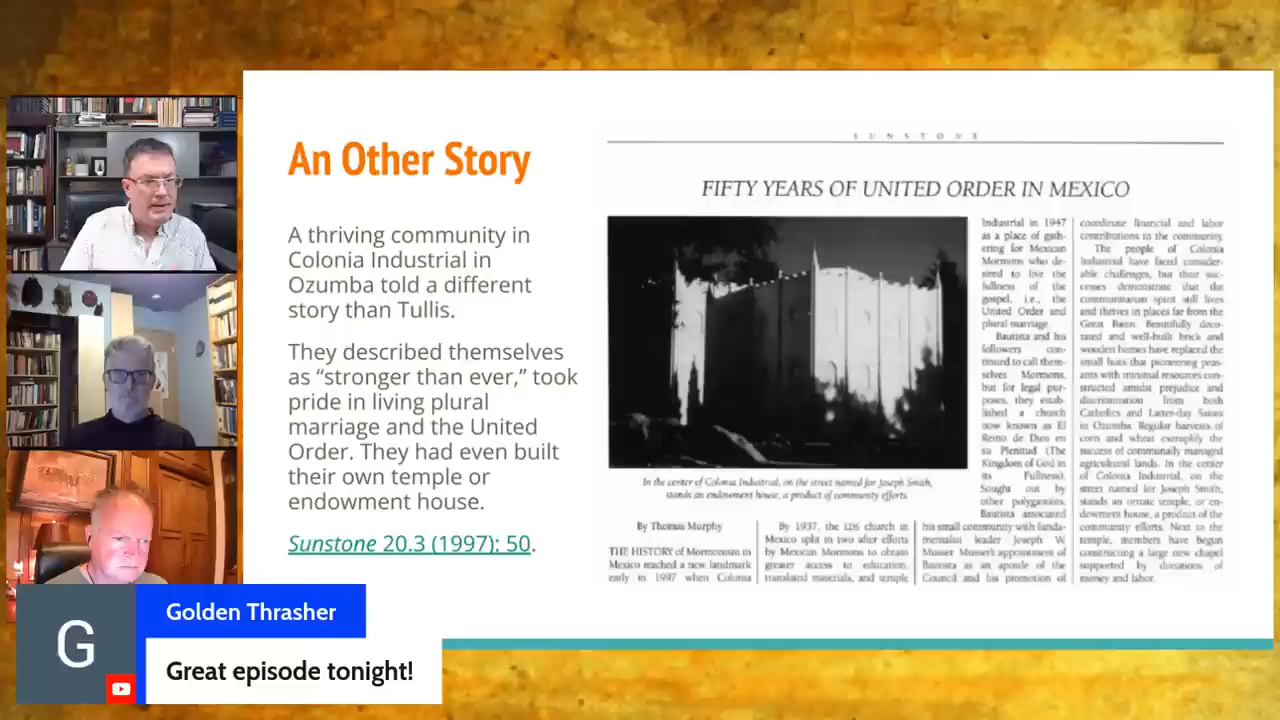 An Other Story
A thriving community in
Colonia Industrial in
Ozumba told a different
story than Tullis.
They described themselves
as “stronger than ever,” took
pride in living plural
marriage and the United
Order. They had even built
their own temple or
endowment house.
Sunstone 20.3 (1997): 50.
SUNSTONE
FIFTY YEARS OF UNITED ORDER IN MEXICO
In the center of Colonia Industrial, on the street named for Joseph Smith,
stands an endowment house, a product of community efforts.
By Thomas Murphy
THE HISTORY of Mormonism in
Mexico reached a new landmark
early in 1997 when Colonia
By 1937, the LDS church in
Mexico split in two after efforts
by Mexican Mormons to obtain
greater access to education,
translated materials, and temple
Industrial in 1947
as a place of gath-
ering for Mexican
Mormons who de-
sired to live the
fullness of the
gospel, i.e., the
United Order and
plural marriage.
Bautista and his
followers con-
tinued to call them-
selves Mormons,
but for legal pur-
poses, they estab-
lished a church
now known as El
Reino de Dios en
su Plenitud (The
Kingdom of God in
its Fullness).
Sought out by
other polygamists,
Bautista associated
his small community with funda-
mentalist leader Joseph W.
Musser. Musser's appointment of
Bautista as an apostle of the
Council and his promotion of
coordinate financial and labor
contributions to the community.
The people of Colonia
Industrial have faced consider-
able challenges, but their suc-
cesses demonstrate that the
communitarian spirit still lives
and thrives in places far from the
Great Basin. Beautifully deco-
rated and well-built brick and
wooden homes have replaced the
small huts that pioneering peas-
ants with minimal resources con-
structed amidst prejudice and
discrimination from both
Catholics and Latter-day Saints
in Ozumba. Regular harvests of
corn and wheat exemplify the
success of communally managed
agricultural lands. In the center
of Colonia Industrial, on the
street named for Joseph Smith,
stands an ornate temple, or en-
dowment house, a product of the
community efforts. Next to the
temple, members have begun
constructing a large new chapel
supported by donations of
money and labor.
G
Golden Thrasher
Great episode tonight!